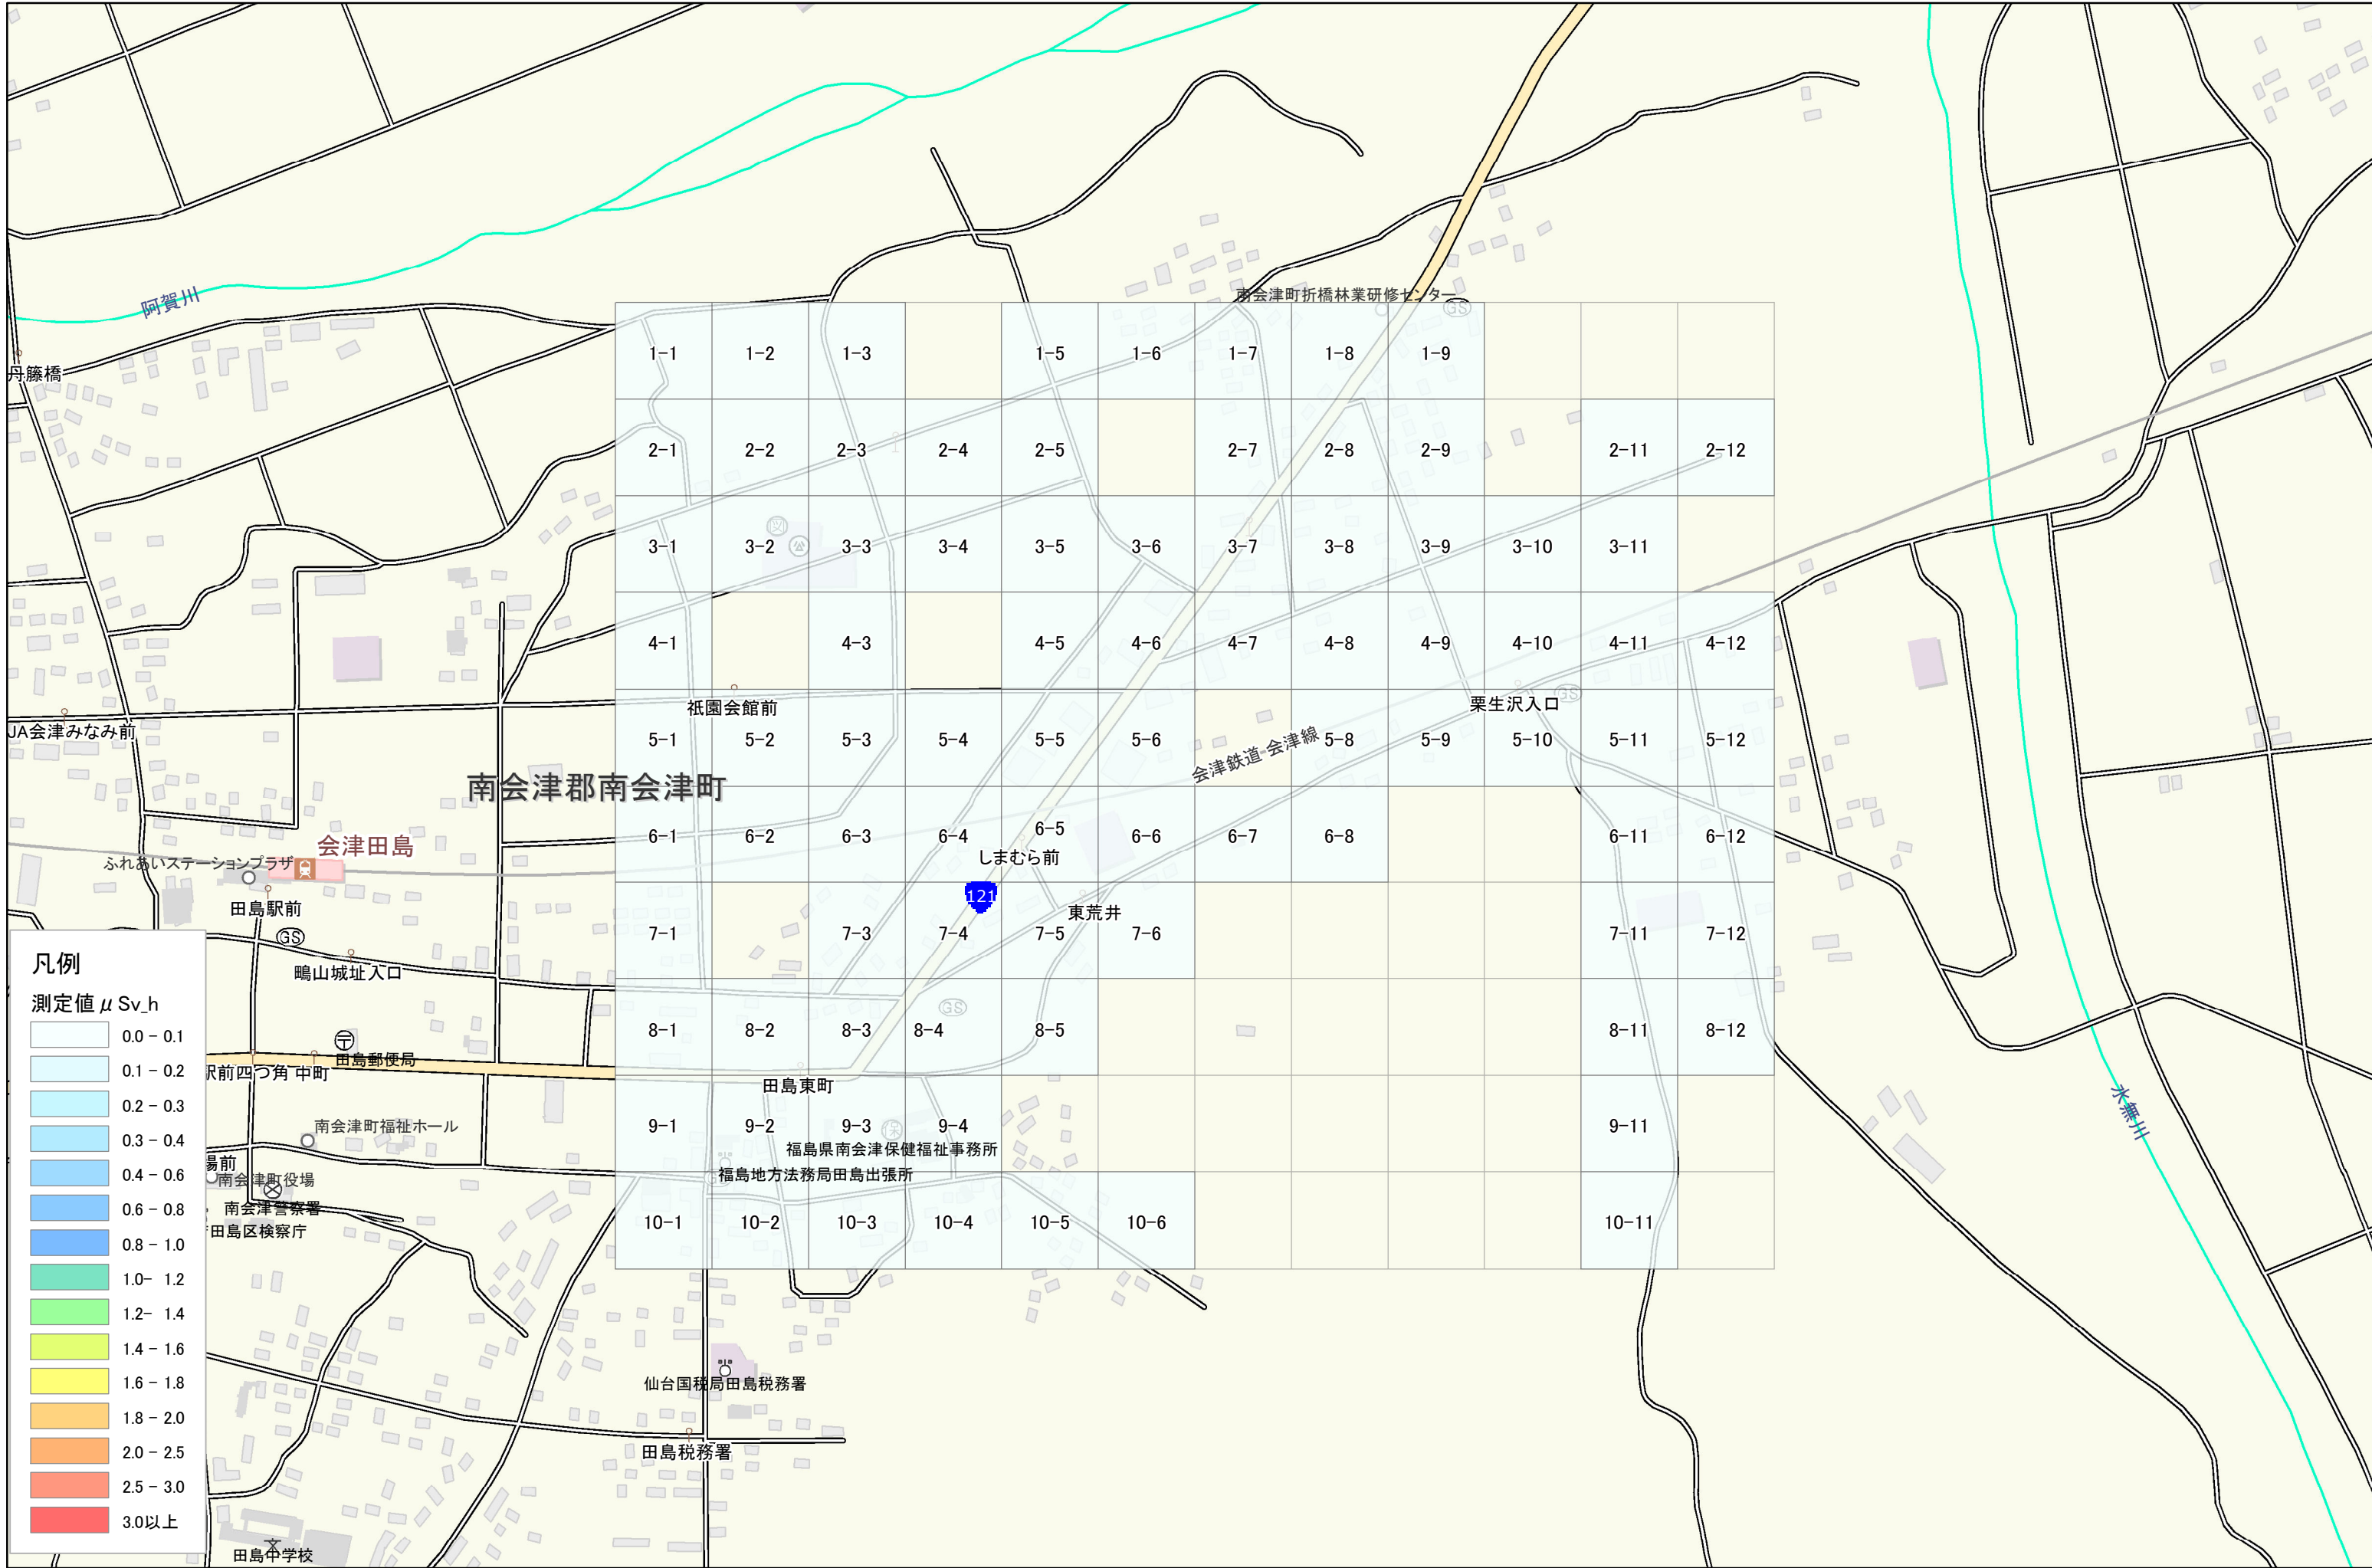 阿賀川
丹藤橋
南会津町折橋林業研修センター
GS
1-1 1-2 1-3 1-5 1-6 1-7 1-8 1-9
2-1 2-2 2-3 2-4 2-5 2-7 2-8 2-9 2-11 2-12
図
公
3-1 3-2 3-3 3-4 3-5 3-6 3-7 3-8 3-9 3-10 3-11
4-1 4-3 4-5 4-6 4-7 4-8 4-9 4-10 4-11 4-12
GS
祇園会館前
栗生沢入口
JA会津みなみ前
5-1 5-2 5-3 5-4 5-5 5-6 5-8 5-9 5-10 5-11 5-12
会津鉄道-会津線
南会津郡南会津町
6-1 6-2 6-3 6-4 6-5 6-6 6-7 6-8 6-11 6-12
会津田島
ふれあいステーションプラザ
しまむら前
121
田島駅前
東荒井
GS
7-1 7-3 7-4 7-5 7-6 7-11 7-12
鴫山城址入口
GS
8-1 8-2 8-3 8-4 8-5 8-11 8-12
田島郵便局
駅前四つ角 中町
田島東町
水無川
南会津町福祉ホール
9-1 9-2 9-3 9-4 9-11
保
福島県南会津保健福祉事務所
場前
福島地方法務局田島出張所
南会津町役場
南会津警察署
田島区検察庁
10-1 10-2 10-3 10-4 10-5 10-6 10-11
仙台国税局田島税務署
田島税務署
田島中学校
凡例
測定値 μ Sv_h
0.0 - 0.1
0.1 - 0.2
0.2 - 0.3
0.3 - 0.4
0.4 - 0.6
0.6 - 0.8
0.8 - 1.0
1.0- 1.2
1.2- 1.4
1.4 - 1.6
1.6 - 1.8
1.8 - 2.0
2.0 - 2.5
2.5 - 3.0
3.0以上